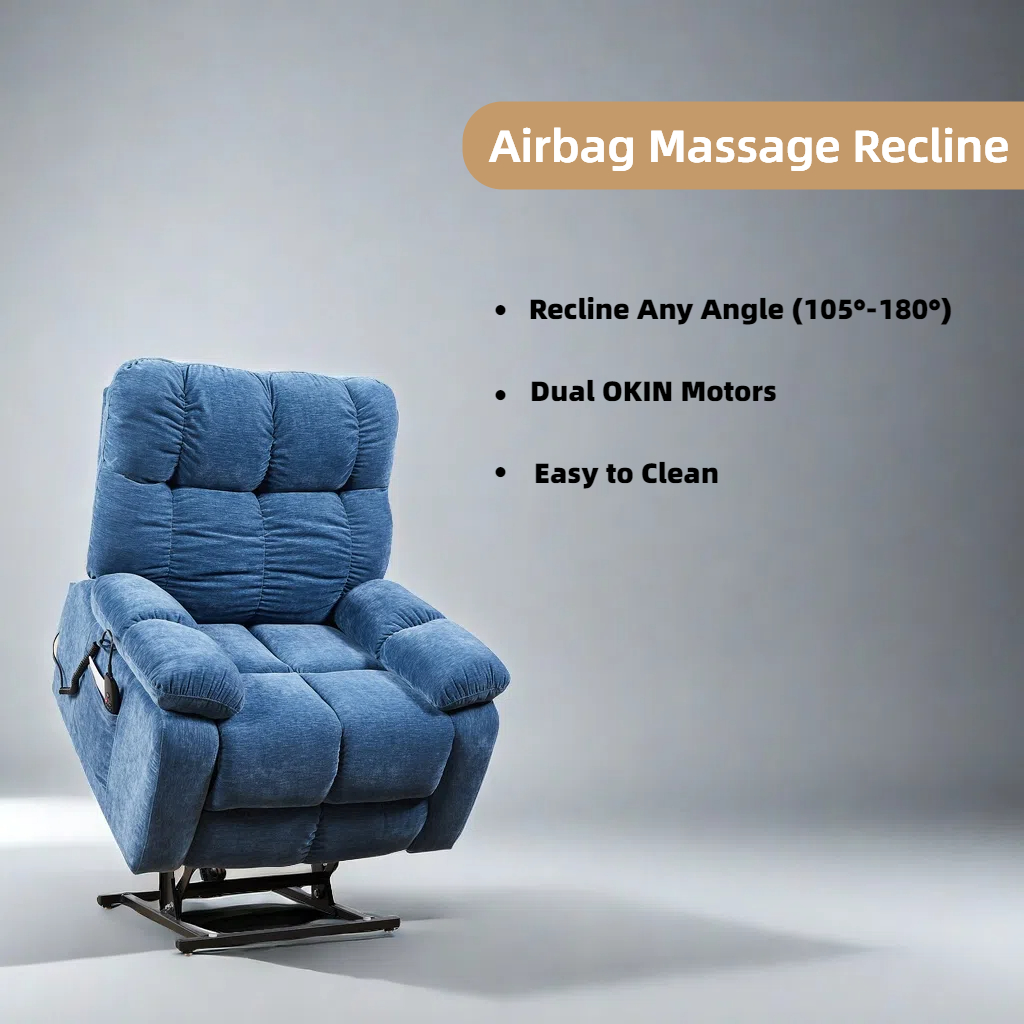 Airbag Massage Recline
• Recline Any Angle (105°-180°)
• Dual OKIN Motors
• Easy to Clean